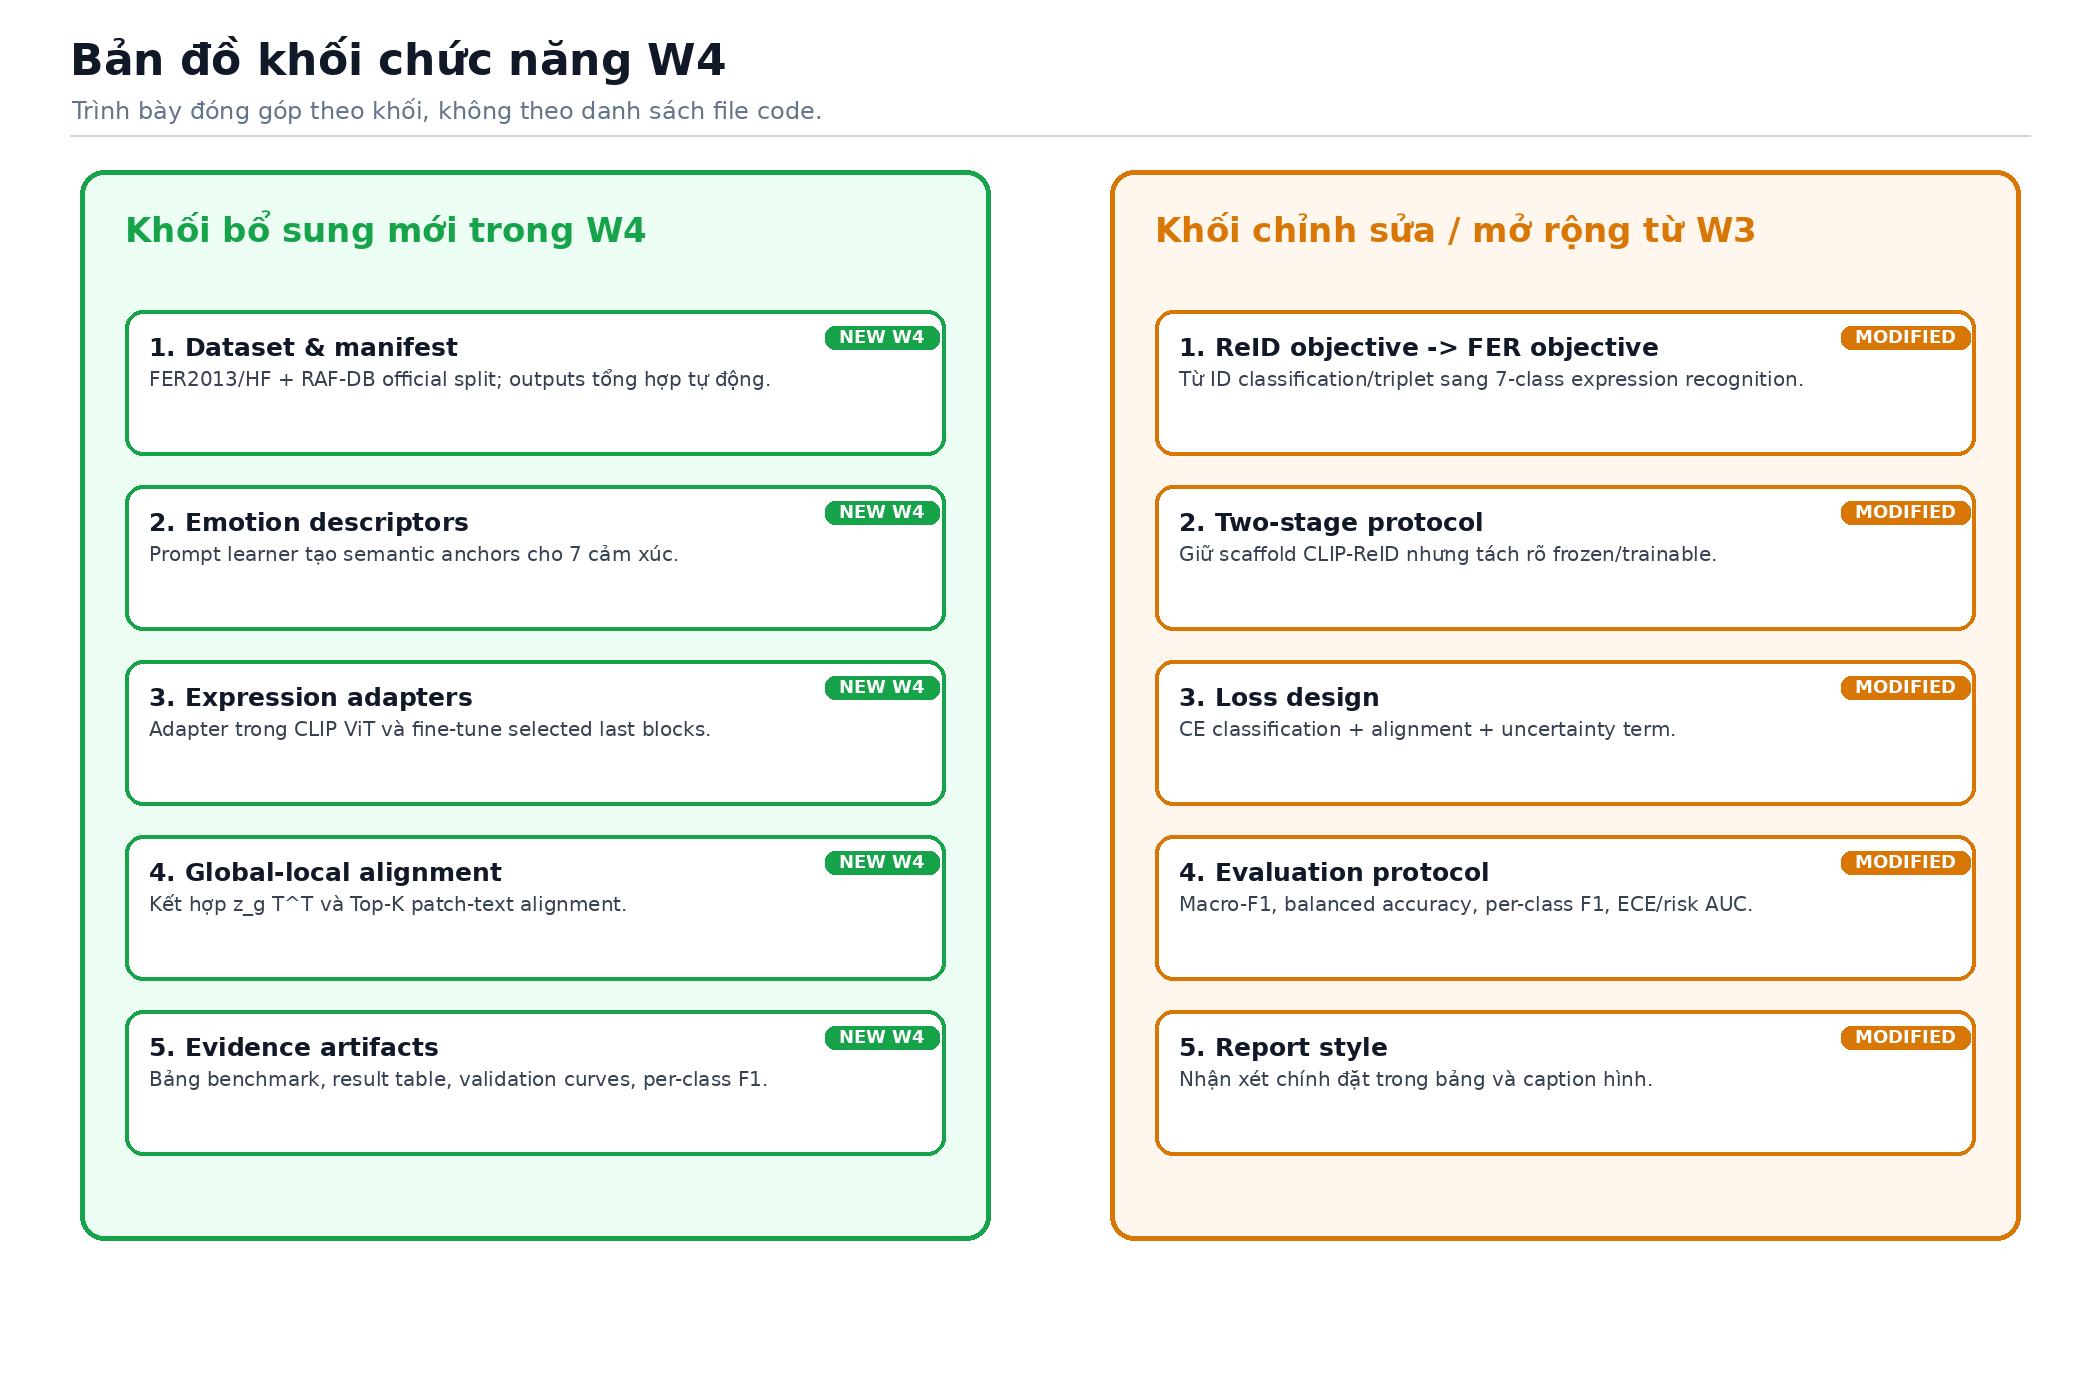 Bản đồ khối chức năng W4
Trình bày đóng góp theo khối, không theo danh sách file code.
Khối bổ sung mới trong W4
1. Dataset & manifest
NEW W4
FER2013/HF + RAF-DB official split; outputs tổng hợp tự động.
2. Emotion descriptors
NEW W4
Prompt learner tạo semantic anchors cho 7 cảm xúc.
3. Expression adapters
NEW W4
Adapter trong CLIP ViT và fine-tune selected last blocks.
4. Global-local alignment
NEW W4
Kết hợp z_g T^T và Top-K patch-text alignment.
5. Evidence artifacts
NEW W4
Bảng benchmark, result table, validation curves, per-class F1.
Khối chỉnh sửa / mở rộng từ W3
1. ReID objective -> FER objective
MODIFIED
Từ ID classification/triplet sang 7-class expression recognition.
2. Two-stage protocol
MODIFIED
Giữ scaffold CLIP-ReID nhưng tách rõ frozen/trainable.
3. Loss design
MODIFIED
CE classification + alignment + uncertainty term.
4. Evaluation protocol
MODIFIED
Macro-F1, balanced accuracy, per-class F1, ECE/risk AUC.
5. Report style
MODIFIED
Nhận xét chính đặt trong bảng và caption hình.